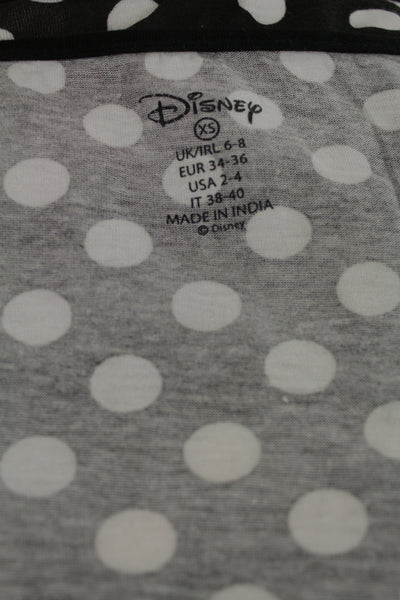 Disney
XS
UK/IRL 6-8
EUR 34-36
USA 2-4
IT 38-40
MADE IN INDIA
© Disney